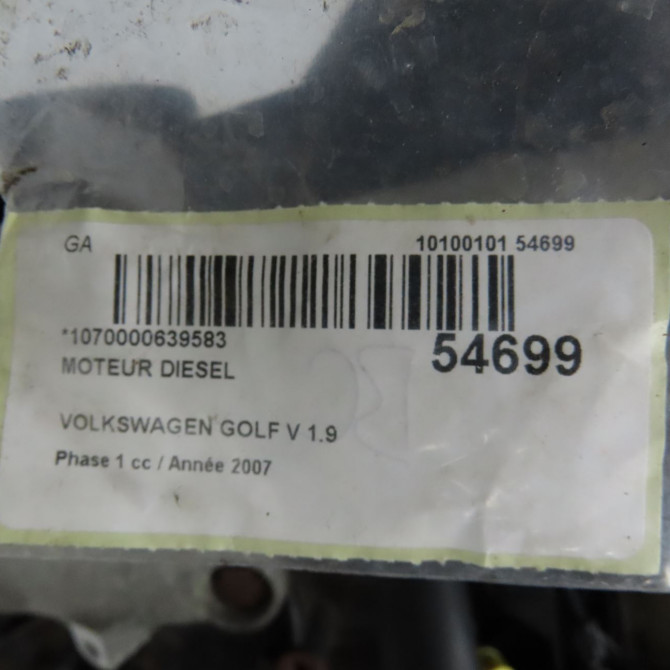 GA 10100101 54699
*1070000639583 54699
MOTEUR DIESEL
VOLKSWAGEN GOLF V 1.9
Phase 1 cc / Année 2007